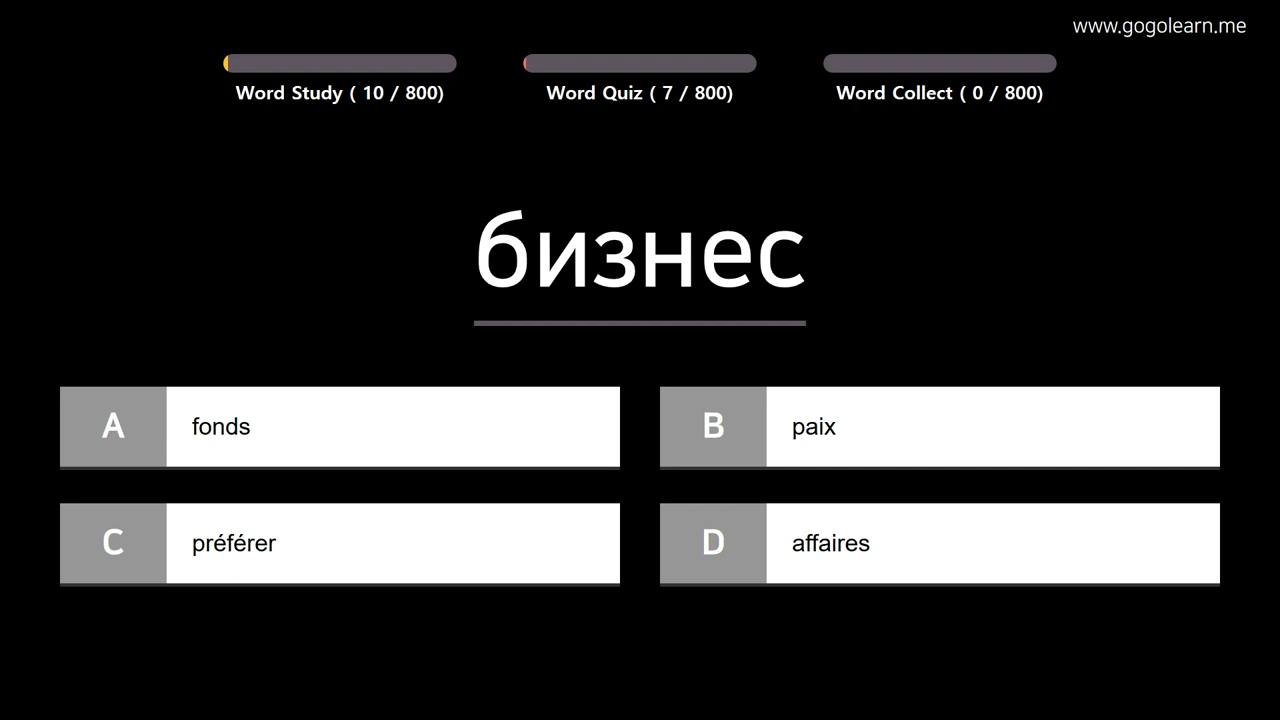 www.gogolearn.me
Word Study ( 10 / 800)
Word Quiz ( 7 / 800)
Word Collect ( 0 / 800)
бизнес
A fonds
B paix
C préférer
D affaires